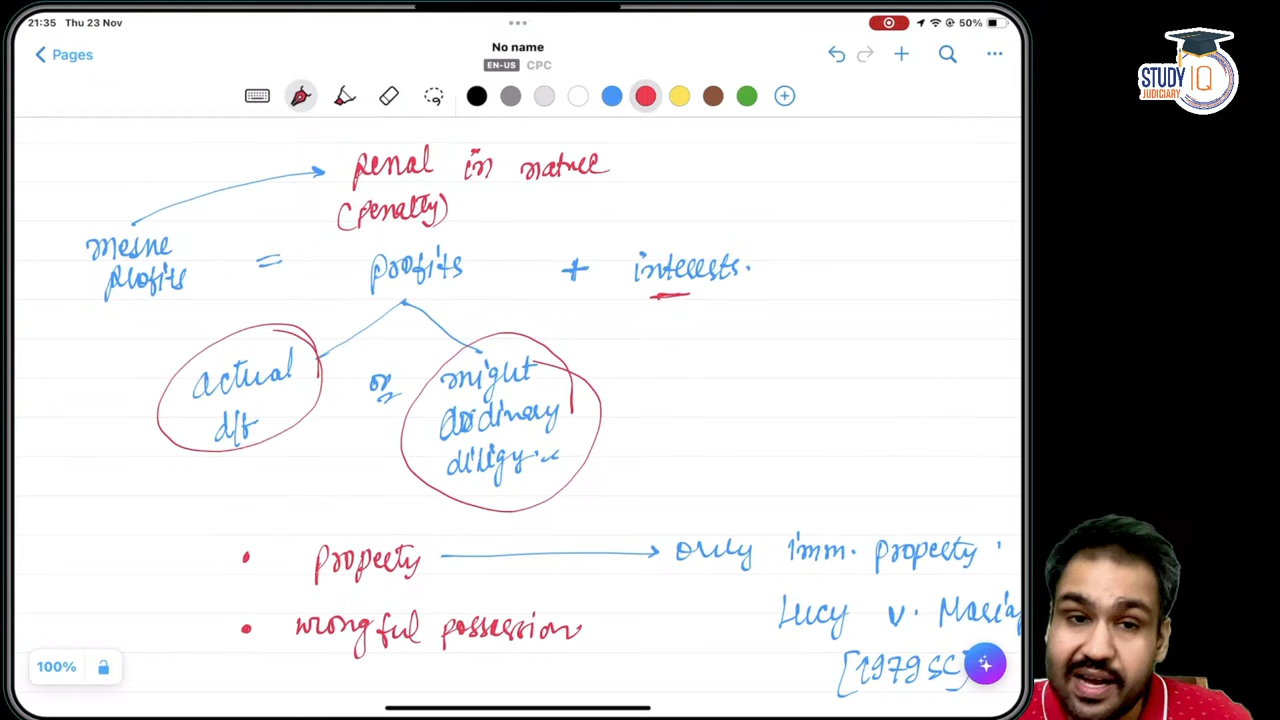 21:35 Thu 23 Nov
50%
Pages
No name
EN-US CPC
STUDY IQ
JUDICIARY
penal in nature
(penalty)
mesne
profits = profits + interests.
actual
or
might
ordinary
property → only imm. property
Lucy v. Maria
wrongful possession
[1979 SC]
100%